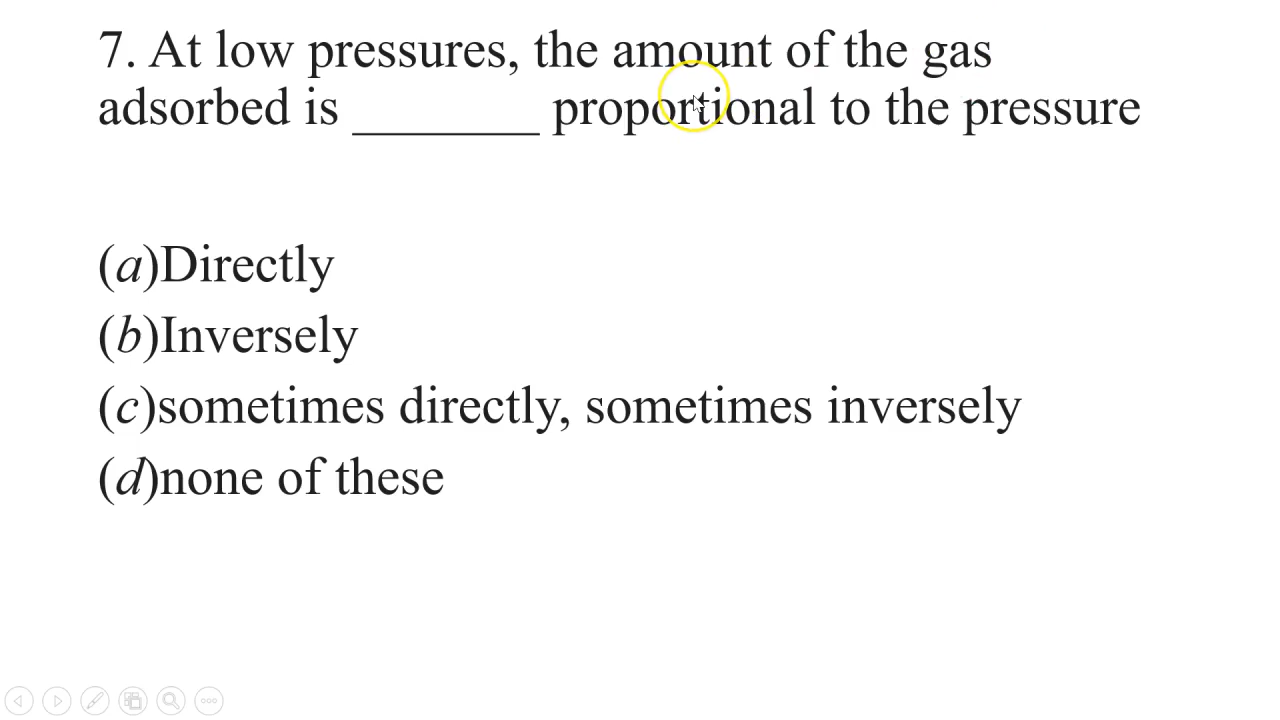 7. At low pressures, the amount of the gas
adsorbed is _______ proportional to the pressure
(a)Directly
(b)Inversely
(c)sometimes directly, sometimes inversely
(d)none of these